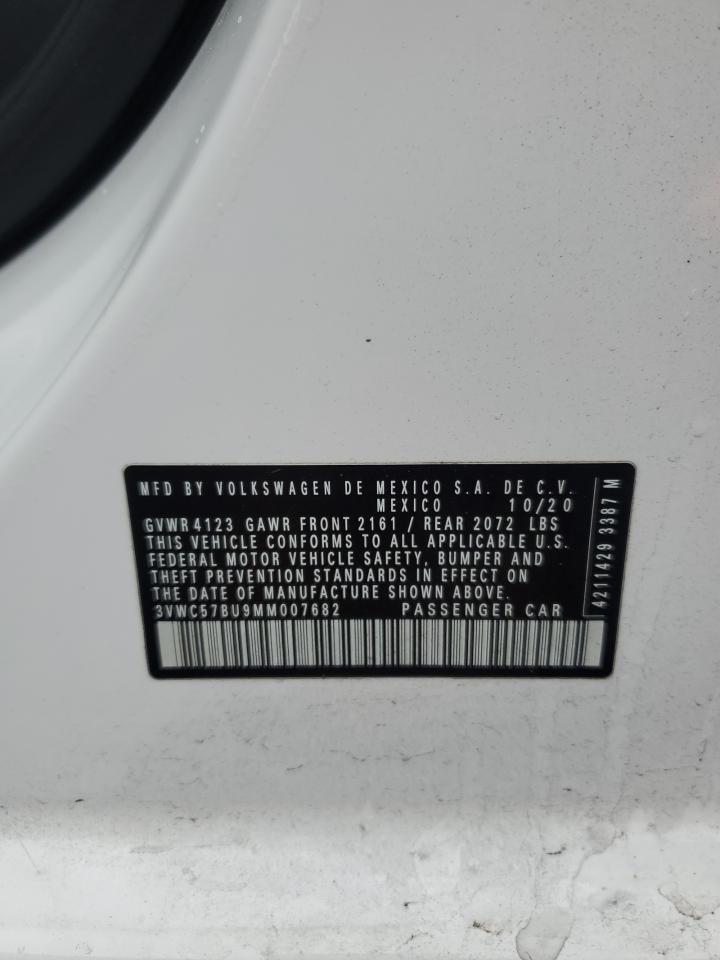 MFD BY VOLKSWAGEN DE MEXICO S.A. DE C.V.
MEXICO 10/20
GVWR 4123 GAWR FRONT 2161 / REAR 2072 LBS
THIS VEHICLE CONFORMS TO ALL APPLICABLE U.S.
FEDERAL MOTOR VEHICLE SAFETY, BUMPER AND
THEFT PREVENTION STANDARDS IN EFFECT ON
THE DATE OF MANUFACTURE SHOWN ABOVE.
3VWC57BU9MM007682 PASSENGER CAR
4211429 3387 M